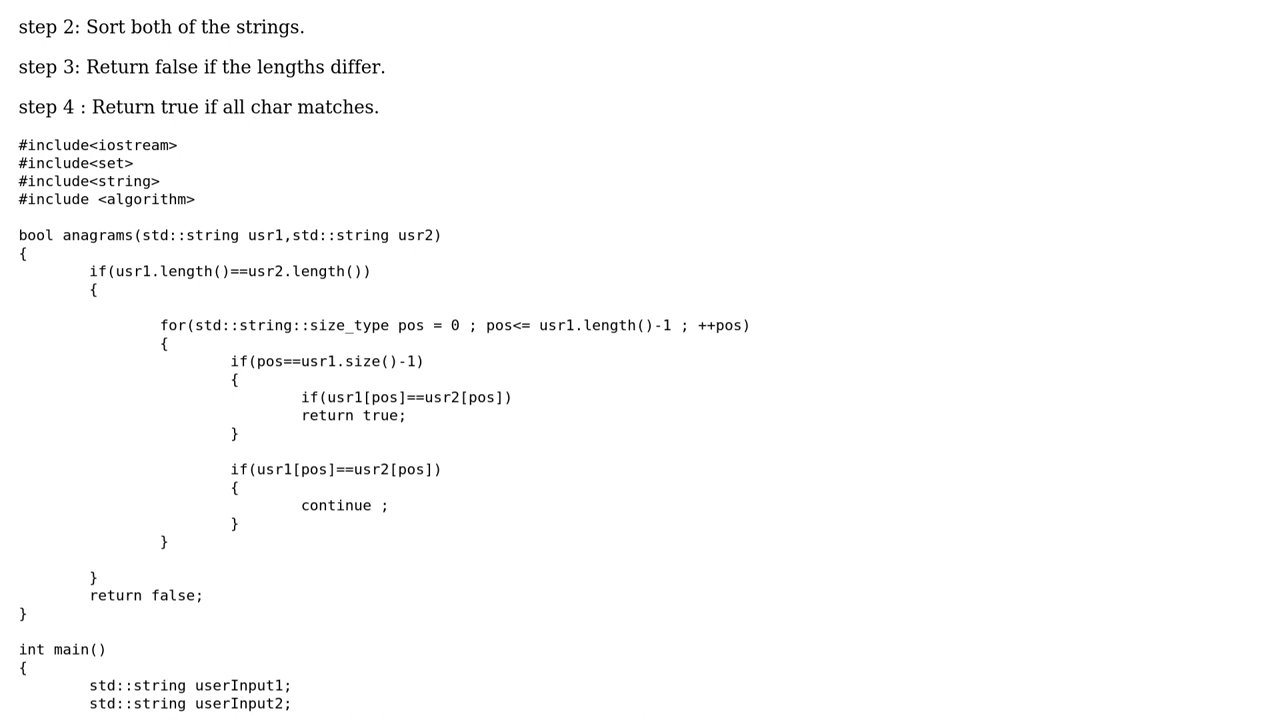 step 2: Sort both of the strings.
step 3: Return false if the lengths differ.
step 4 : Return true if all char matches.
#include<iostream>
#include<set>
#include<string>
#include <algorithm>
bool anagrams(std::string usr1,std::string usr2)
{
        if(usr1.length()==usr2.length())
        {
                for(std::string::size_type pos = 0 ; pos<= usr1.length()-1 ; ++pos)
                {
                        if(pos==usr1.size()-1)
                        {
                                if(usr1[pos]==usr2[pos])
                                return true;
                        }
                        if(usr1[pos]==usr2[pos])
                        {
                                continue ;
                        }
                }
        }
        return false;
}
int main()
{
        std::string userInput1;
        std::string userInput2;